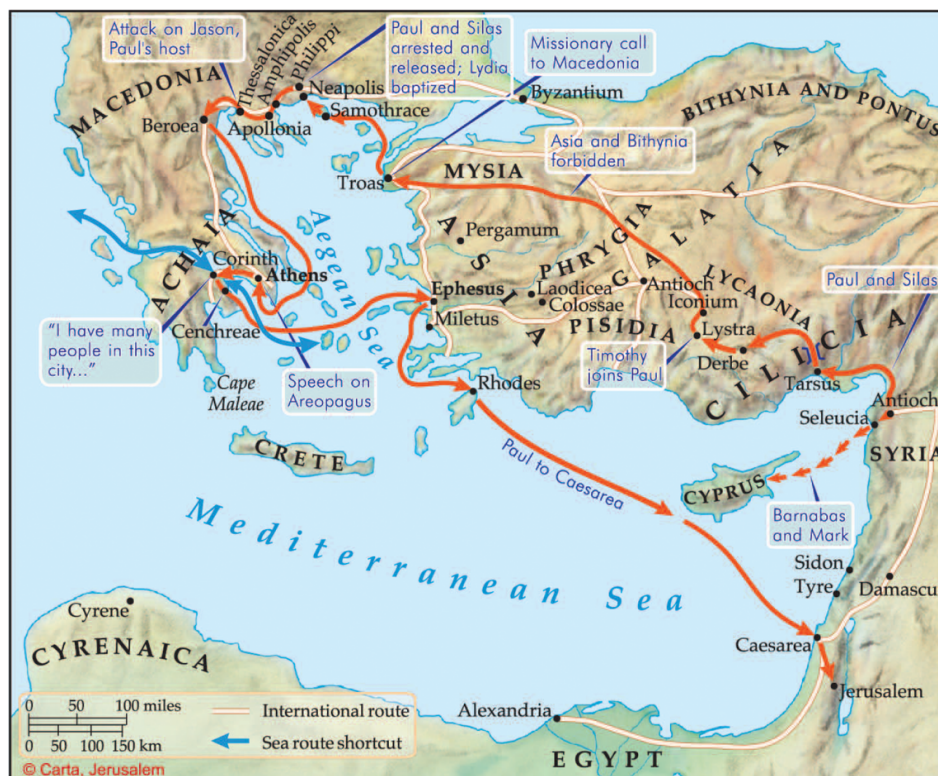 Attack on Jason,
Paul's host
Paul and Silas
arrested and
released; Lydia
baptized
Missionary call
to Macedonia
MACEDONIA
Thessalonica
Amphipolis
Philippi
Neapolis
Samothrace
Apollonia
Beroea
Byzantium
BITHYNIA AND PONTUS
Asia and Bithynia
forbidden
MYSIA
Troas
ASIA
Pergamum
PHRYGIA
GALATIA
Aegean Sea
ACHAIA
Corinth
Athens
Cenchreae
Ephesus
Miletus
Laodicea
Colossae
Antioch
Iconium
LYCAONIA
PISIDIA
Lystra
Derbe
Paul and Silas
CILICIA
Tarsus
Antioch
Seleucia
SYRIA
"I have many
people in this
city..."
Cape
Maleae
Speech on
Areopagus
Timothy
joins Paul
Rhodes
CRETE
Paul to Caesarea
CYPRUS
Barnabas
and Mark
Mediterranean Sea
Sidon
Tyre
Damascu
Cyrene
CYRENAICA
Caesarea
Jerusalem
Alexandria
EGYPT
0 50 100 miles
0 50 100 150 km
International route
Sea route shortcut
© Carta, Jerusalem